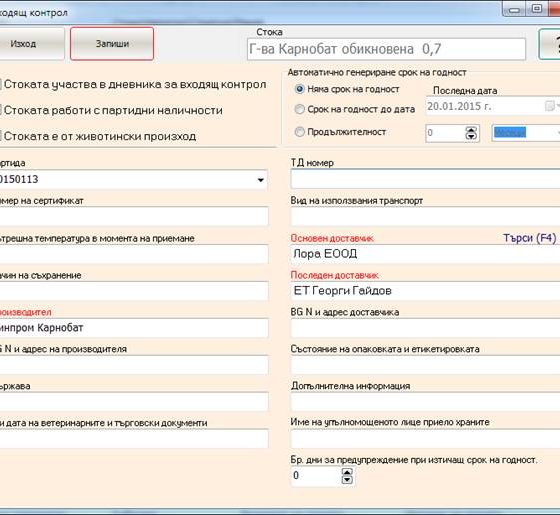 ходящ контрол
Изход
Запиши
Стока
Г-ва Карнобат обикновена 0,7
?
Стоката участва в дневника за входящ контрол
Стоката работи с партидни наличности
Стоката е от животински произход
Автоматично генериране срок на годност
Няма срок на годност
Последна дата
Срок на годност до дата
20.01.2015 г.
Продължителност
0
Месеци
артида
ТД номер
0150113
омер на сертификат
Вид на използвания транспорт
ътрешна температура в момента на приемане
Основен доставчик
Търси (F4)
Лора ЕООД
ачин на съхранение
Последен доставчик
ЕТ Георги Гайдов
роизводител
BG N и адрес доставчика
инпром Карнобат
G N и адрес на производителя
Състояние на опаковката и етикетировката
ържава
Допълнителна информация
и дата на ветеринарните и търговски документи
Име на упълномощеното лице приело храните
Бр. дни за предупреждение при изтичащ срок на годност.
0